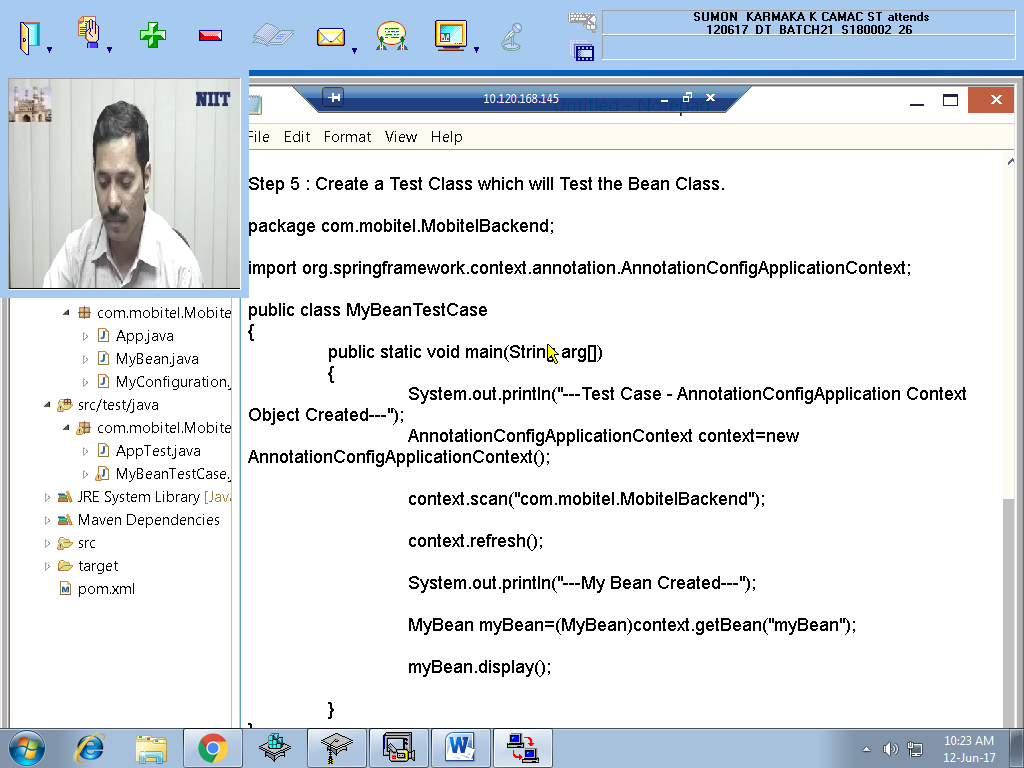 SUMON KARMAKA K CAMAC ST attends
120617 DT BATCH21 S180002 26
NIIT
10.120.168.145
Untitled - Notepad
File Edit Format View Help
Step 5 : Create a Test Class which will Test the Bean Class.
package com.mobitel.MobitelBackend;
import org.springframework.context.annotation.AnnotationConfigApplicationContext;
public class MyBeanTestCase
{
public static void main(String arg[])
{
System.out.println("---Test Case - AnnotationConfigApplication Context
Object Created---");
AnnotationConfigApplicationContext context=new
AnnotationConfigApplicationContext();
context.scan("com.mobitel.MobitelBackend");
context.refresh();
System.out.println("---My Bean Created---");
MyBean myBean=(MyBean)context.getBean("myBean");
myBean.display();
}
com.mobitel.Mobite
App.java
MyBean.java
MyConfiguration.
src/test/java
com.mobitel.Mobite
AppTest.java
MyBeanTestCase.
JRE System Library [Java
Maven Dependencies
src
target
pom.xml
10:23 AM
12-Jun-17